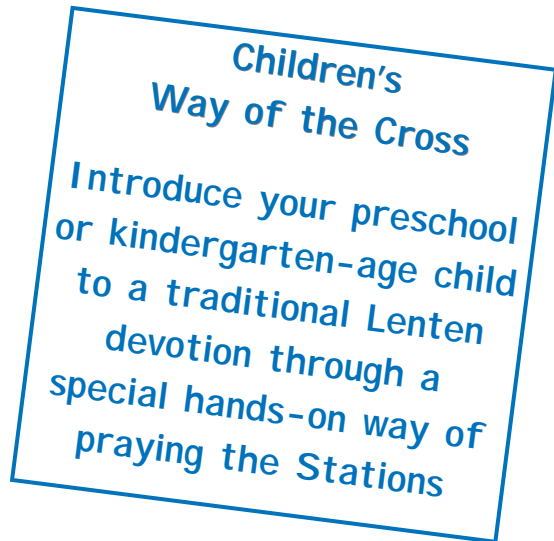 Children's
Way of the Cross
Introduce your preschool
or kindergarten-age child
to a traditional Lenten
devotion through a
special hands-on way of
praying the Stations